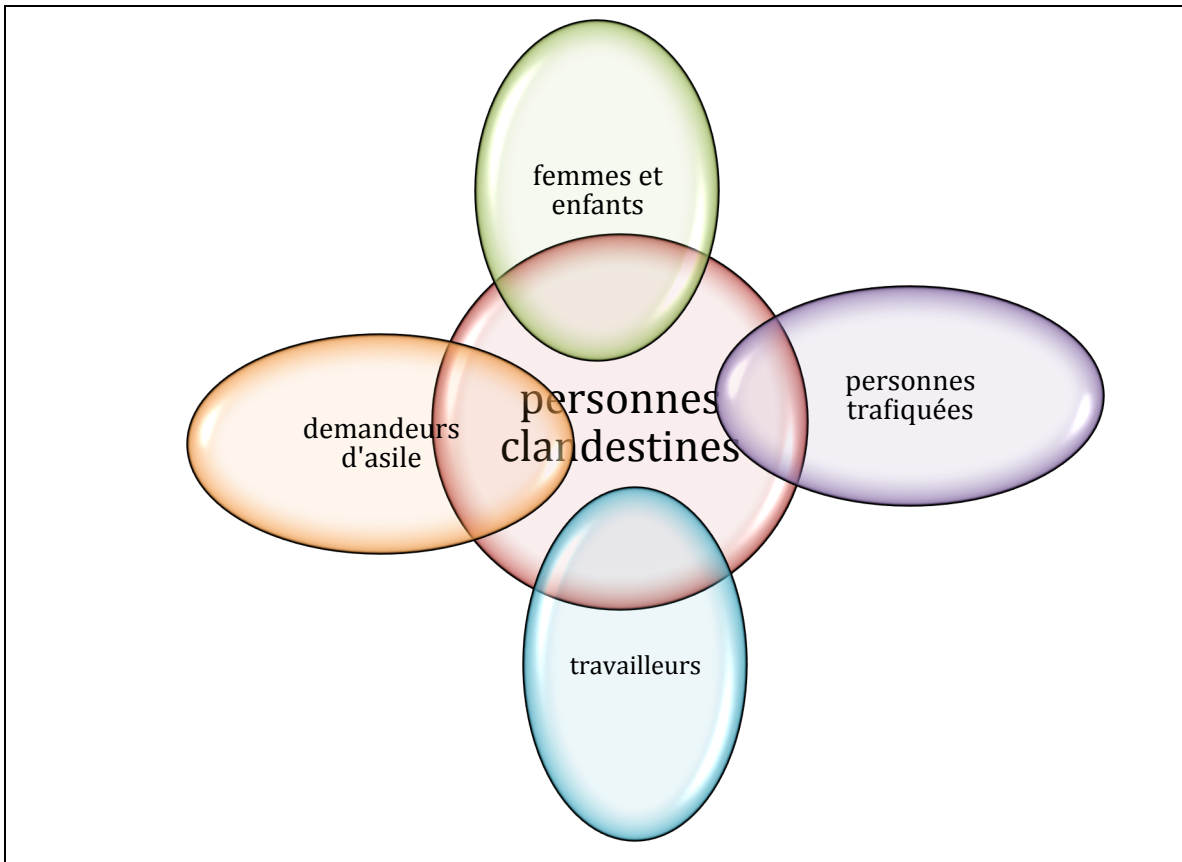 femmes et
enfants
personnes
trafiquées
personnes
clandestines
demandeurs
d'asile
travailleurs